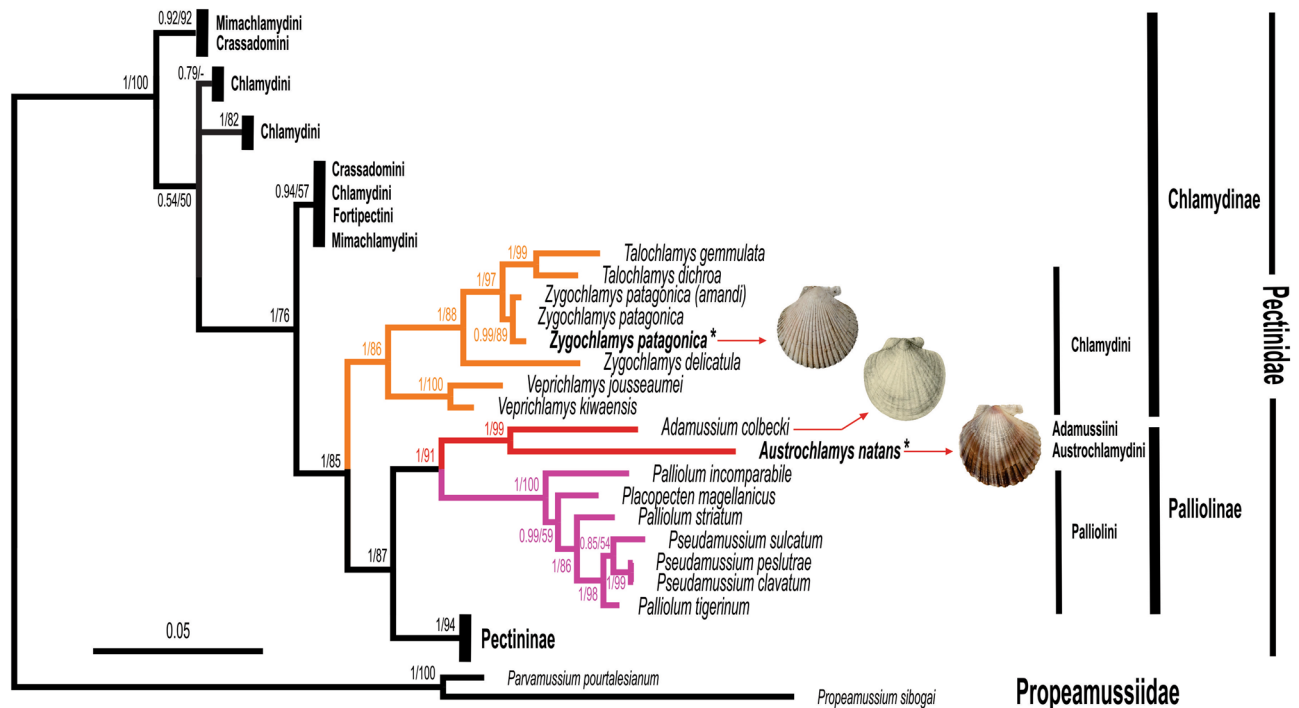 0.92/92
Mimachlamydini
Crassadomini
0.79/-
Chlamydini
1/100
1/82
Chlamydini
Crassadomini
0.94/57
Chlamydini
0.54/50
Fortipectini
Mimachlamydini
Chlamydinae
1/99
Talochlamys gemmulata
1/97
Talochlamys dichroa
Zygochlamys patagonica (amandi)
1/88
Zygochlamys patagonica
1/76
0.99/89
Zygochlamys patagonica *
Chlamydini
Pectinidae
1/86
Zygochlamys delicatula
1/100
Veprichlamys jousseaumei
Veprichlamys kiwaensis
1/99
Adamussium colbecki
Adamussiini
1/91
Austrochlamys natans *
Austrochlamydini
1/85
Palliolum incomparabile
1/100
Placopecten magellanicus
Palliolinae
Palliolum striatum
0.99/59
Palliolini
0.85/54
Pseudamussium sulcatum
1/87
1/86
Pseudamussium peslutrae
1/99
Pseudamussium clavatum
1/98
Palliolum tigerinum
0.05
1/94
Pectininae
1/100
Parvamussium pourtalesianum
Propeamussium sibogai
Propeamussiidae